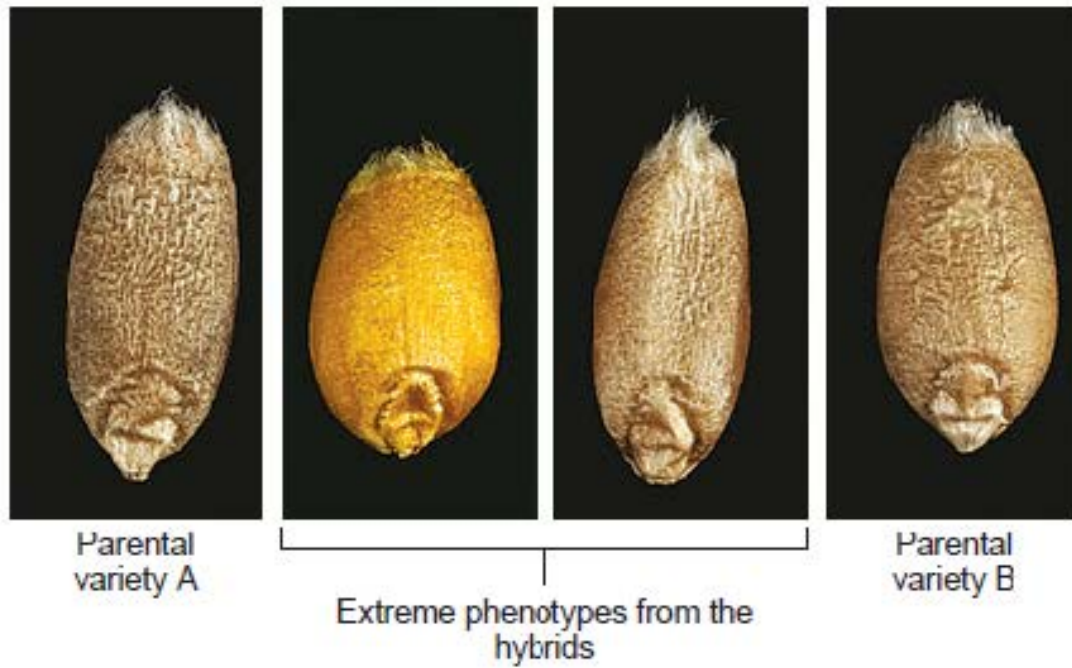 Parental
variety A
Extreme phenotypes from the
hybrids
Parental
variety B